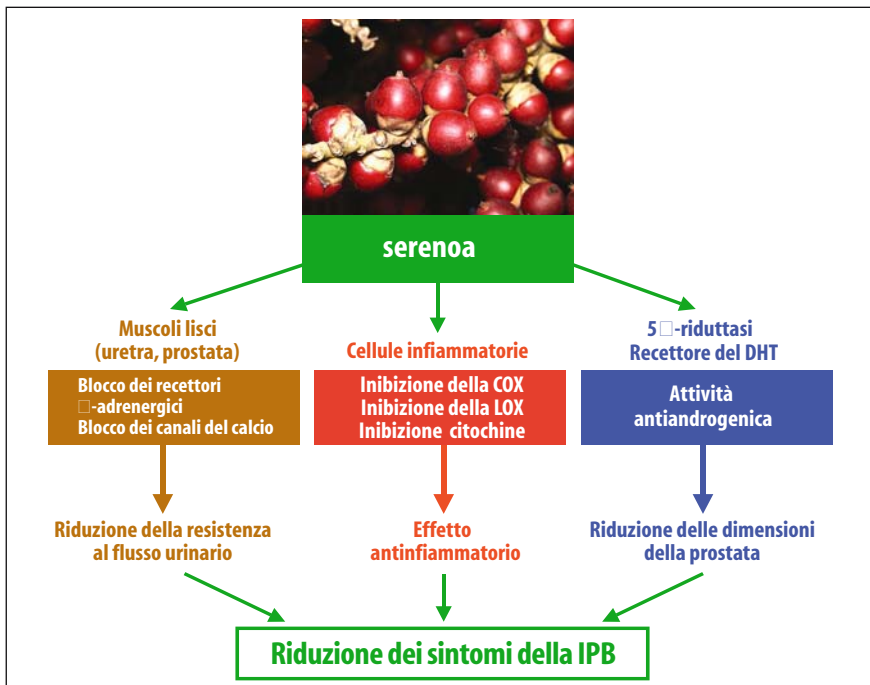 serenoa
Muscoli lisci
(uretra, prostata)
Blocco dei recettori
□-adrenergici
Blocco dei canali del calcio
Riduzione della resistenza
al flusso urinario
Cellule infiammatorie
Inibizione della COX
Inibizione della LOX
Inibizione citochine
Effetto
antinfiammatorio
5□-riduttasi
Recettore del DHT
Attività
antiandrogenica
Riduzione delle dimensioni
della prostata
Riduzione dei sintomi della IPB